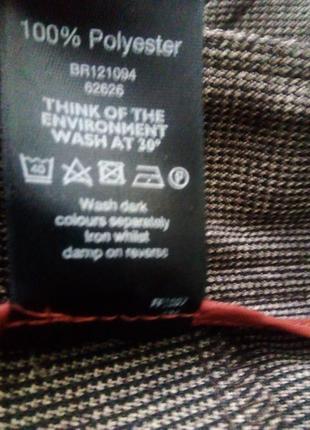 100% Polyester
BR121094
62626
THINK OF THE
ENVIRONMENT
WASH AT 30°
40 P
Wash dark
colours separately
Iron whilst
damp on reverse